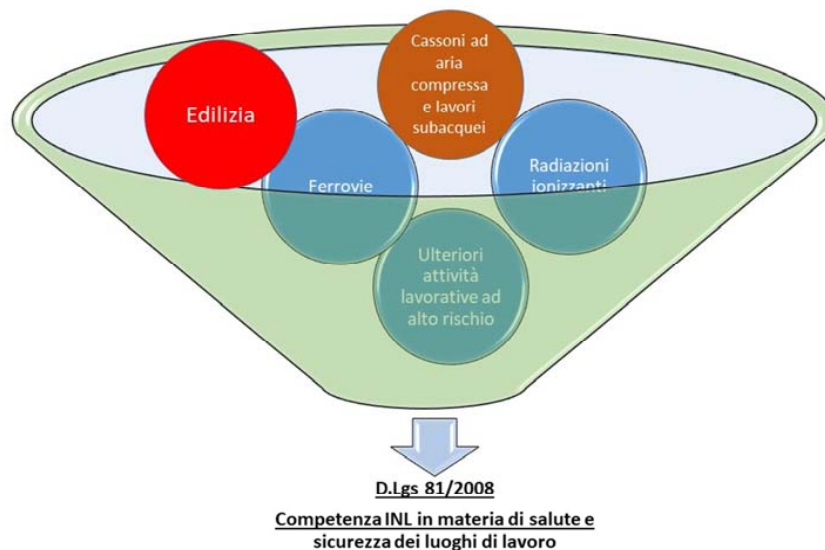 Cassoni ad
aria
compressa
e lavori
subacquei
Edilizia
Ferrovie
Radiazioni
ionizzanti
Ulteriori
attività
lavorative ad
alto rischio
D.Lgs 81/2008
Competenza INL in materia di salute e
sicurezza dei luoghi di lavoro